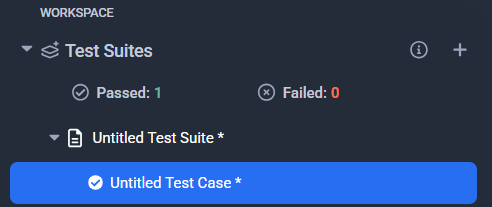 WORKSPACE
Test Suites
Passed: 1 Failed: 0
Untitled Test Suite *
Untitled Test Case *